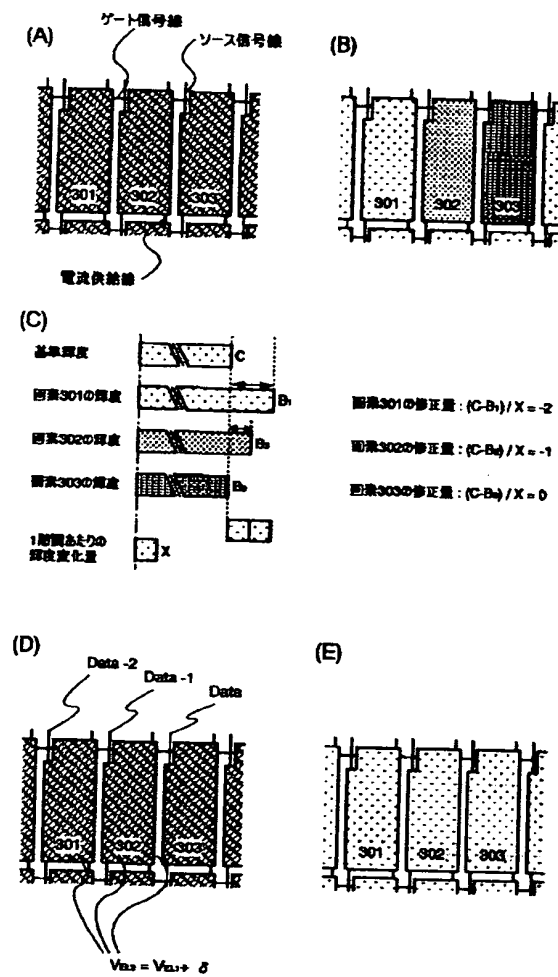 (A)
ゲート信号線
ソース信号線
301 302 303
電流供給線
(B)
301 302 303
(C)
基準輝度
C
画素301の輝度
B₁
画素302の輝度
B₂
画素303の輝度
B₃
1階調あたりの
輝度変化量
X
画素301の修正量 : (C-B₁) / X = -2
画素302の修正量 : (C-B₂) / X = -1
画素303の修正量 : (C-B₃) / X = 0
(D)
Data -2
Data -1
Data
301 302 303
V_EL2 = V_EL1 + δ
(E)
301 302 303